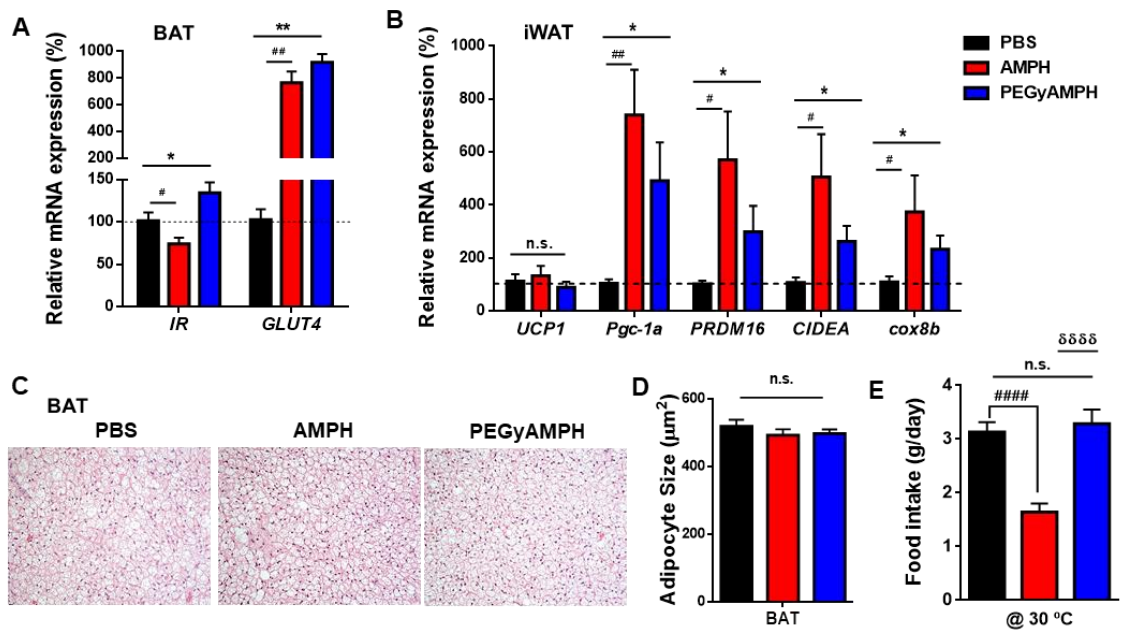 A
BAT
Relative mRNA expression (%)
1000
800
600
400
200
150
100
50
0
**
##
*
#
IR
GLUT4
B
iWAT
Relative mRNA expression (%)
1000
800
600
400
200
0
n.s.
*
##
*
#
*
#
*
#
UCP1
Pgc-1a
PRDM16
CIDEA
cox8b
PBS
AMPH
PEGyAMPH
C
BAT
PBS
AMPH
PEGyAMPH
D
Adipocyte Size (μm²)
600
400
200
0
n.s.
BAT
E
Food intake (g/day)
4
3
2
1
0
δδδδ
n.s.
####
@ 30 ºC